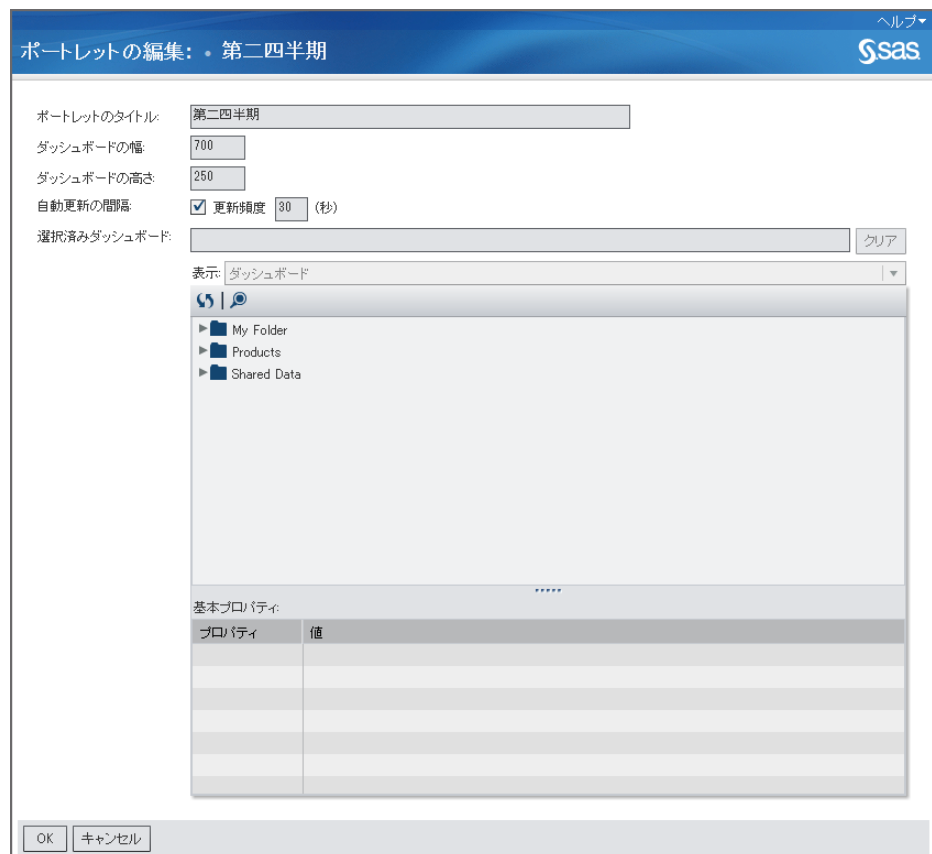 ヘルプ
ポートレットの編集: • 第二四半期
sas
ポートレットのタイトル: 第二四半期
ダッシュボードの幅: 700
ダッシュボードの高さ: 250
自動更新の間隔: 更新頻度 30 (秒)
選択済みダッシュボード: クリア
表示: ダッシュボード
My Folder
Products
Shared Data
基本プロパティ:
プロパティ 値
OK キャンセル